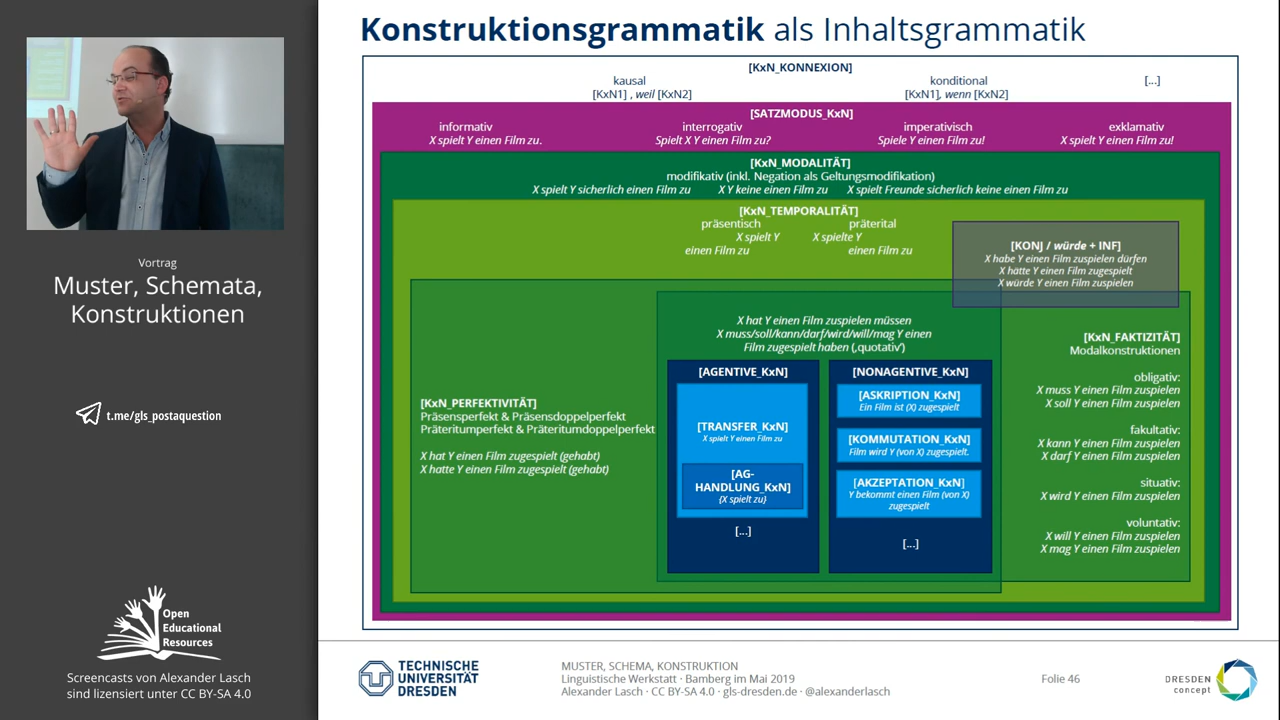 Konstruktionsgrammatik als Inhaltsgrammatik
[KxN_KONNEXION]
kausal
[KxN1] , weil [KxN2]
konditional
[KxN1], wenn [KxN2]
[...]
[SATZMODUS_KxN]
informativ
X spielt Y einen Film zu.
interrogativ
Spielt X Y einen Film zu?
imperativisch
Spiele Y einen Film zu!
exklamativ
X spielt Y einen Film zu!
[KxN_MODALITÄT]
modifikativ (inkl. Negation als Geltungsmodifikation)
X spielt Y sicherlich einen Film zu X Y keine einen Film zu X spielt Freunde sicherlich keine einen Film zu
[KxN_TEMPORALITÄT]
präsentisch
X spielt Y
einen Film zu
präterital
X spielte Y
einen Film zu
[KONJ / würde + INF]
X habe Y einen Film zuspielen dürfen
X hätte Y einen Film zugespielt
X würde Y einen Film zuspielen
X hat Y einen Film zuspielen müssen
X muss/soll/kann/darf/wird/will/mag Y einen
Film zugespielt haben (‚quotativ‘)
[KxN_PERFEKTIVITÄT]
Präsensperfekt & Präsensdoppelperfekt
Präteritumperfekt & Präteritumdoppelperfekt
X hat Y einen Film zugespielt (gehabt)
X hatte Y einen Film zugespielt (gehabt)
[AGENTIVE_KxN]
[TRANSFER_KxN]
X spielt Y einen Film zu
[AG-
HANDLUNG_KxN]
{X spielt zu}
[...]
[NONAGENTIVE_KxN]
[ASKRIPTION_KxN]
Ein Film ist (X) zugespielt
[KOMMUTATION_KxN]
Film wird Y (von X) zugespielt.
[AKZEPTATION_KxN]
Y bekommt einen Film (von X)
zugespielt
[...]
[KxN_FAKTIZITÄT]
Modalkonstruktionen
obligativ:
X muss Y einen Film zuspielen
X soll Y einen Film zuspielen
fakultativ:
X kann Y einen Film zuspielen
X darf Y einen Film zuspielen
situativ:
X wird Y einen Film zuspielen
voluntativ:
X will Y einen Film zuspielen
X mag Y einen Film zuspielen
Vortrag
Muster, Schemata,
Konstruktionen
t.me/gls_postaquestion
Open
Educational
Resources
Screencasts von Alexander Lasch
sind lizensiert unter CC BY-SA 4.0
TECHNISCHE
UNIVERSITÄT
DRESDEN
MUSTER, SCHEMA, KONSTRUKTION
Linguistische Werkstatt · Bamberg im Mai 2019
Alexander Lasch · CC BY-SA 4.0 · gls-dresden.de · @alexanderlasch
Folie 46
DRESDEN
concept